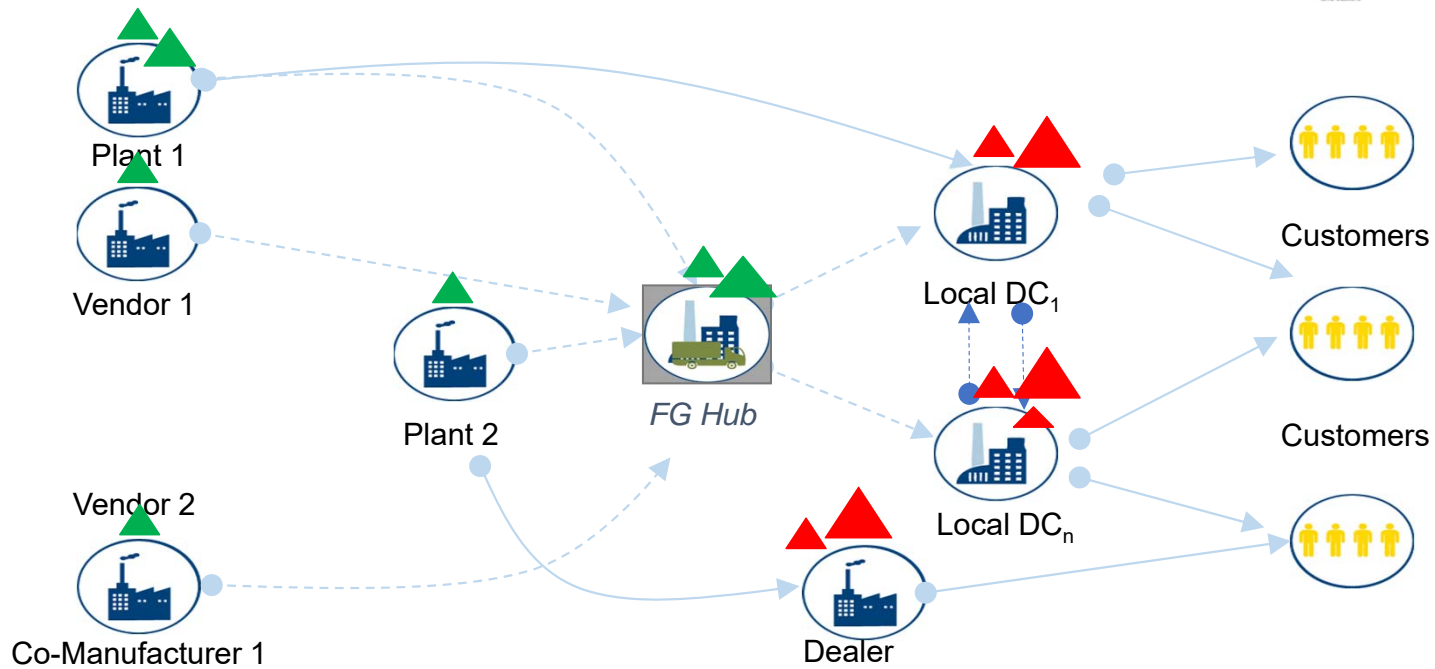 Plant 1
Customers
Vendor 1
Local DC₁
FG Hub
Plant 2
Customers
Vendor 2
Local DCₙ
Co-Manufacturer 1
Dealer